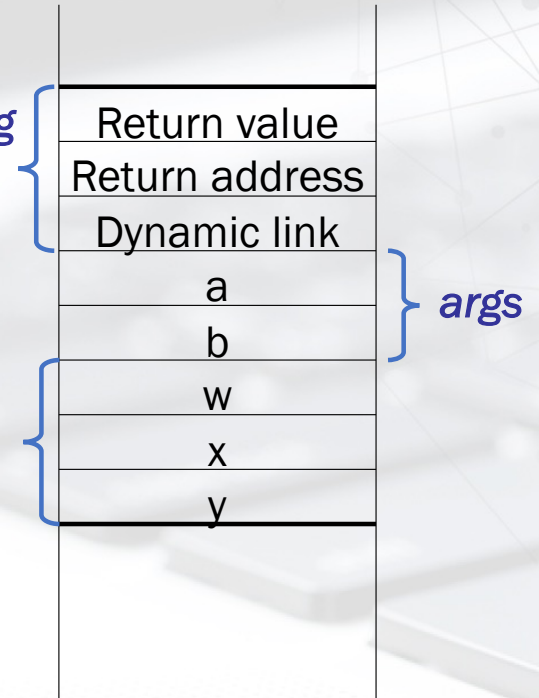 g
Return value
Return address
Dynamic link
a
args
b
w
x
y